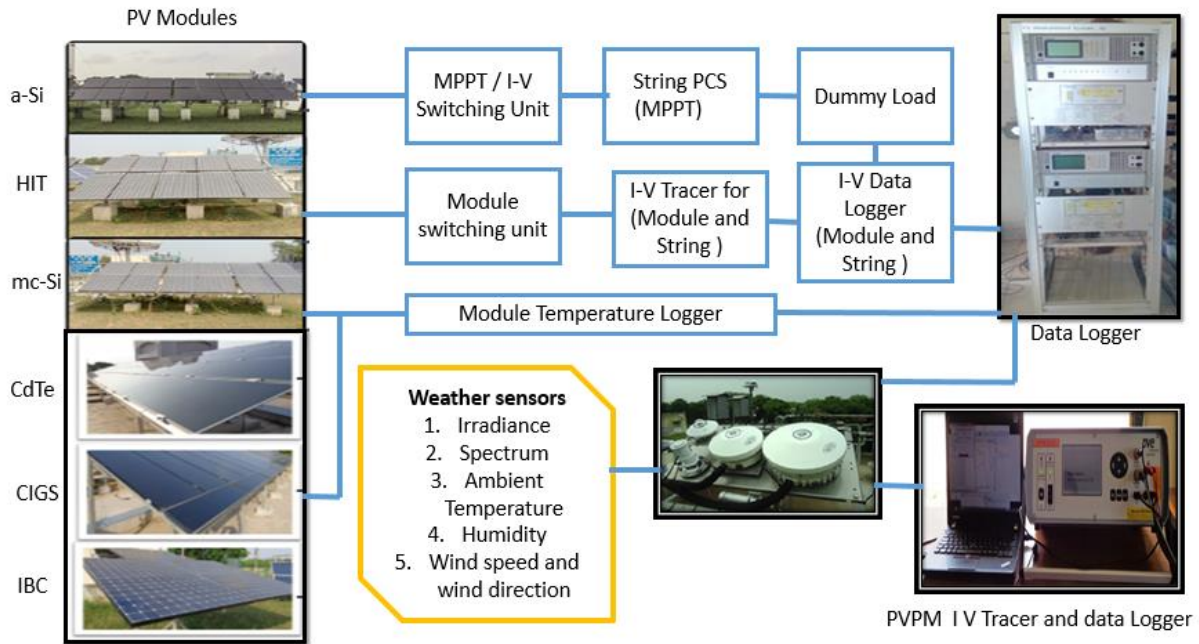 PV Modules
a-Si
HIT
mc-Si
CdTe
CIGS
IBC
MPPT / I-V
Switching Unit
String PCS
(MPPT)
Dummy Load
Module
switching unit
I-V Tracer for
(Module and
String )
I-V Data
Logger
(Module and
String )
Module Temperature Logger
Data Logger
Weather sensors
1. Irradiance
2. Spectrum
3. Ambient
Temperature
4. Humidity
5. Wind speed and
wind direction
PVPM I V Tracer and data Logger